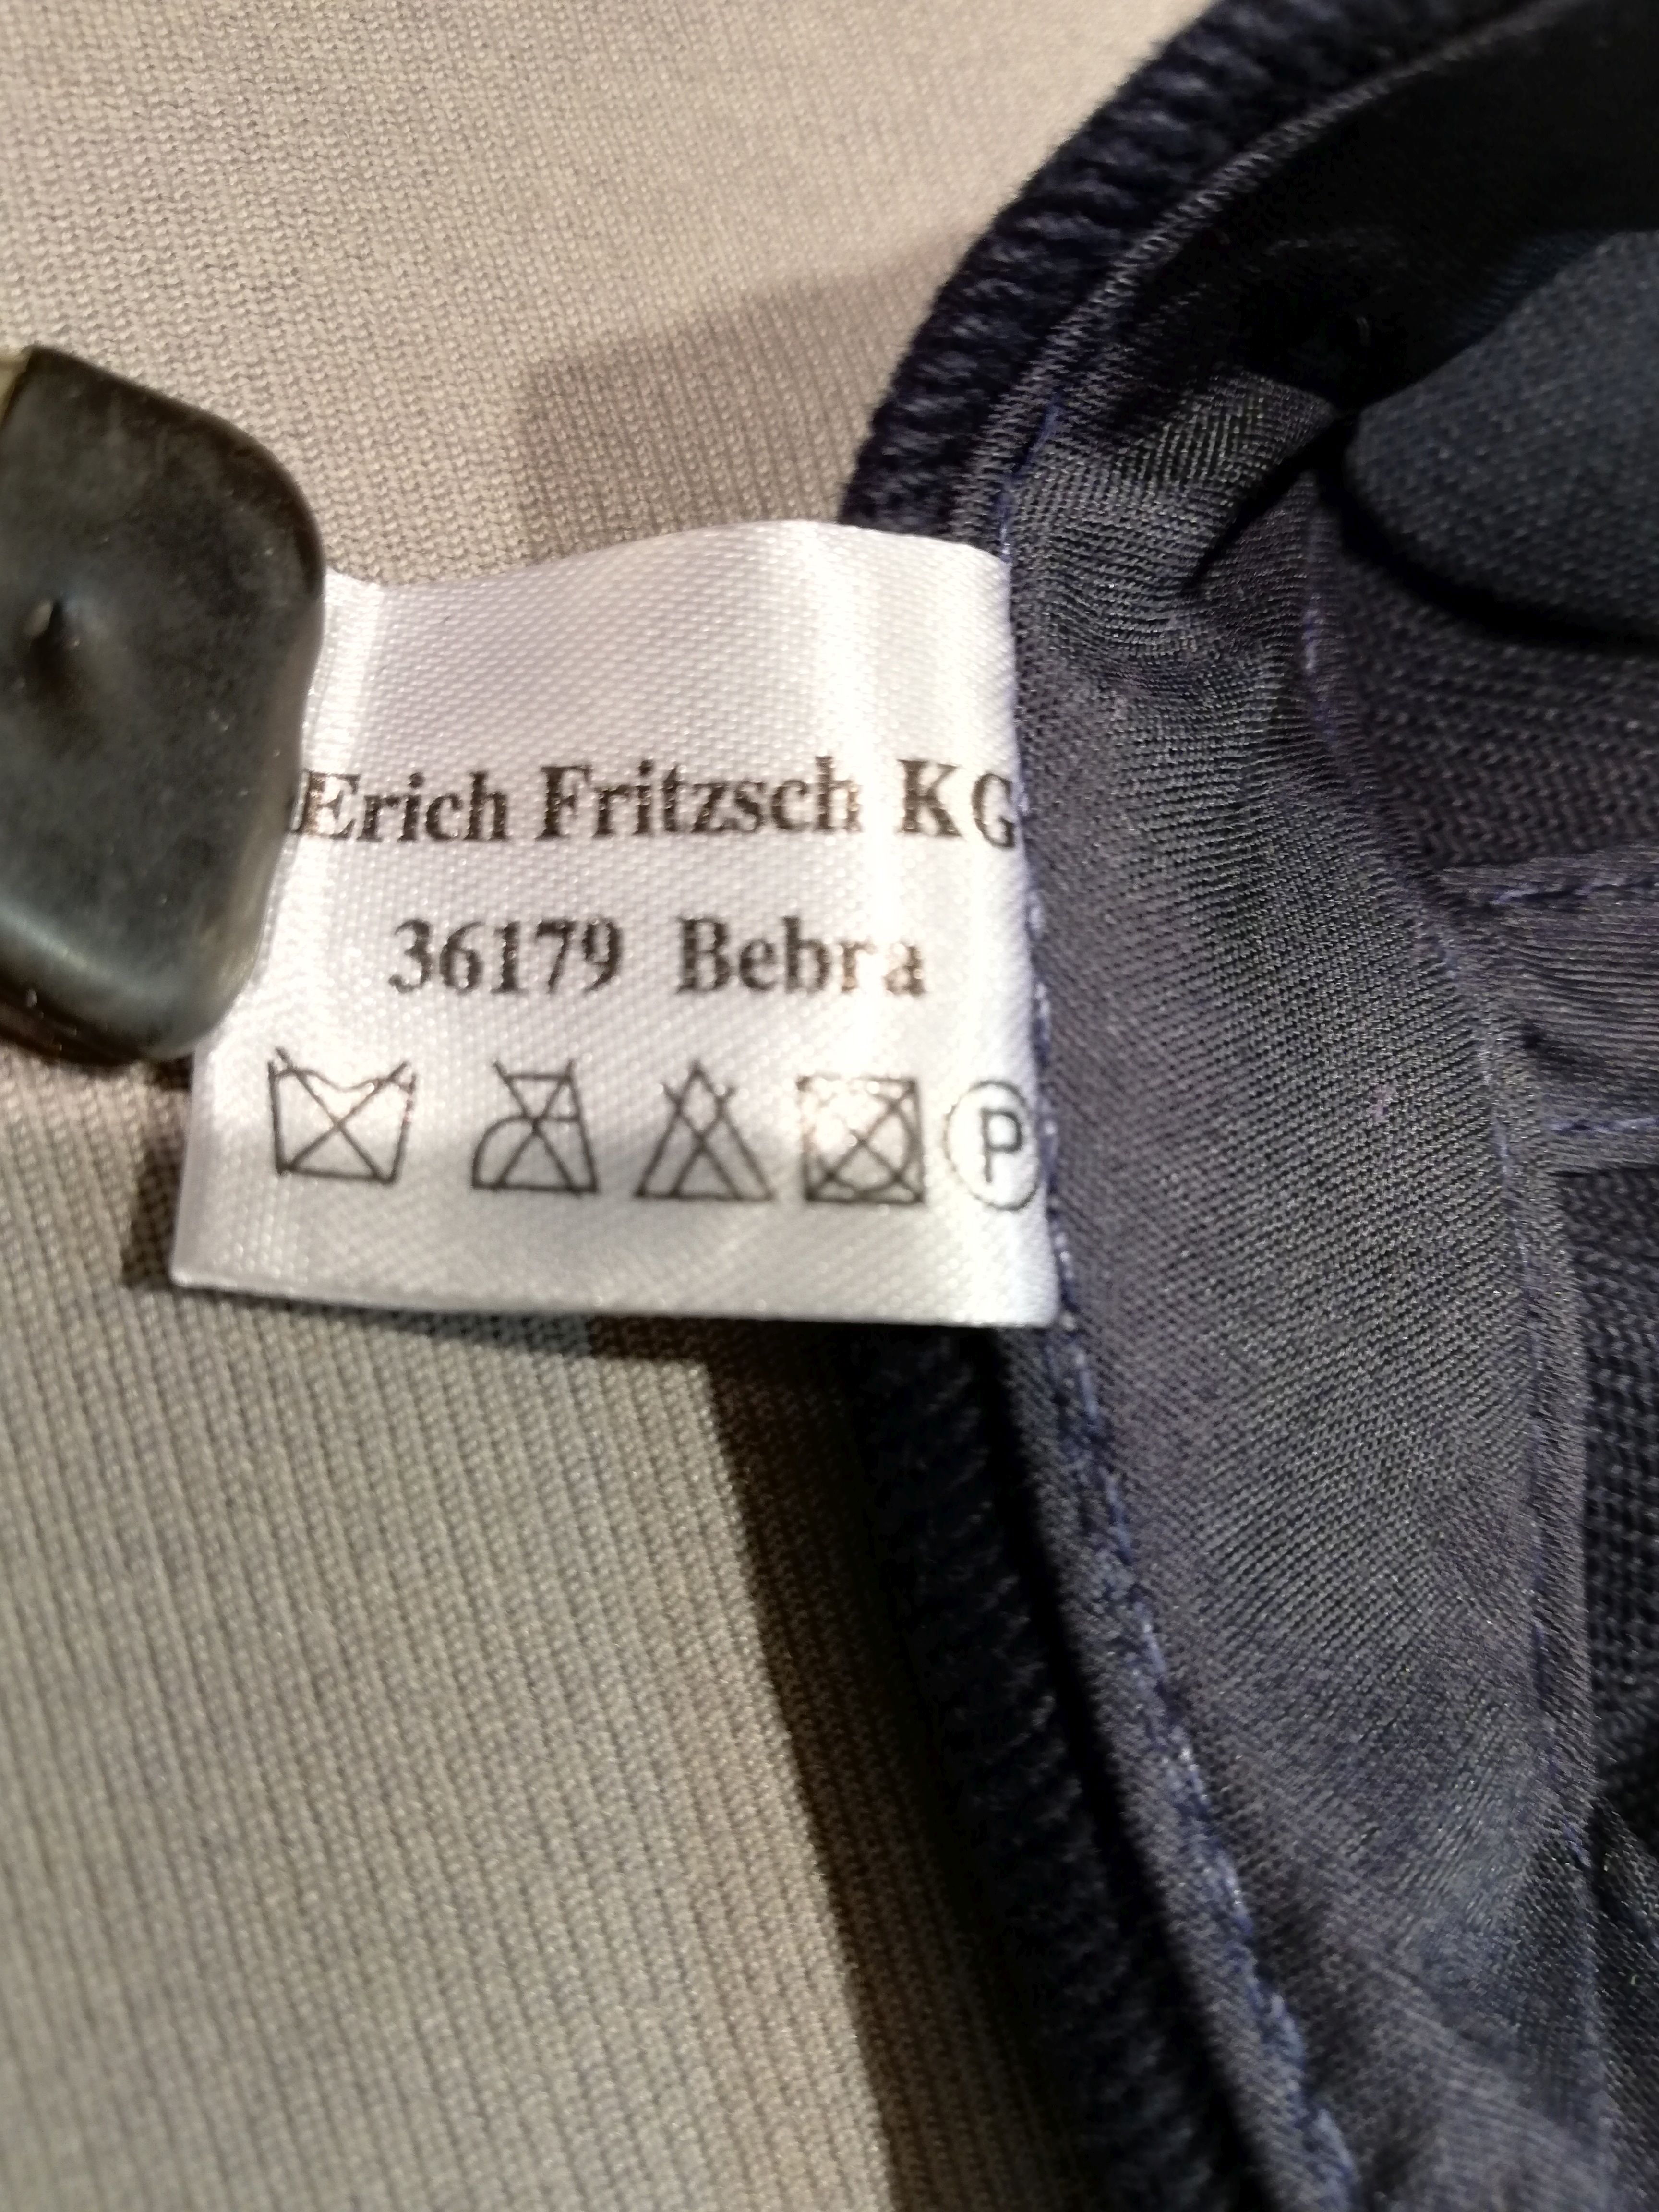 Erich Fritzsch KG
36179 Bebra
P